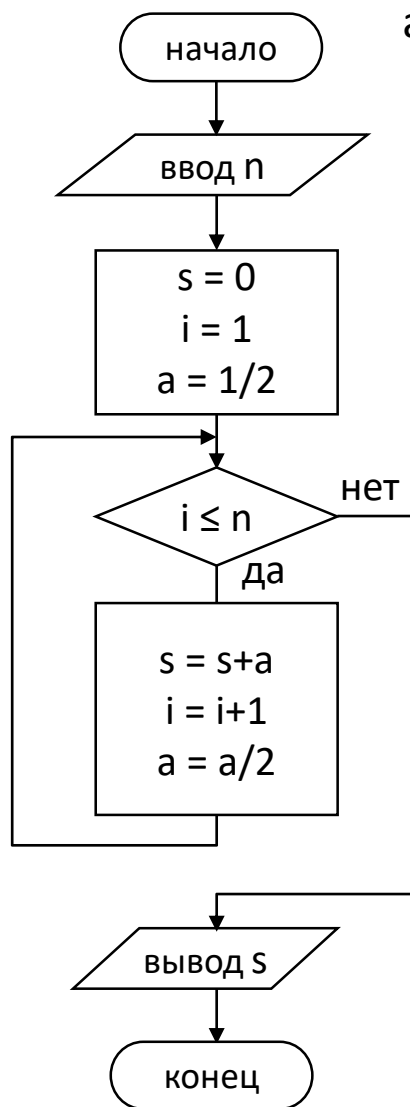 начало
ввод n
s = 0
i = 1
a = 1/2
i ≤ n
нет
да
s = s+a
i = i+1
a = a/2
вывод s
конец